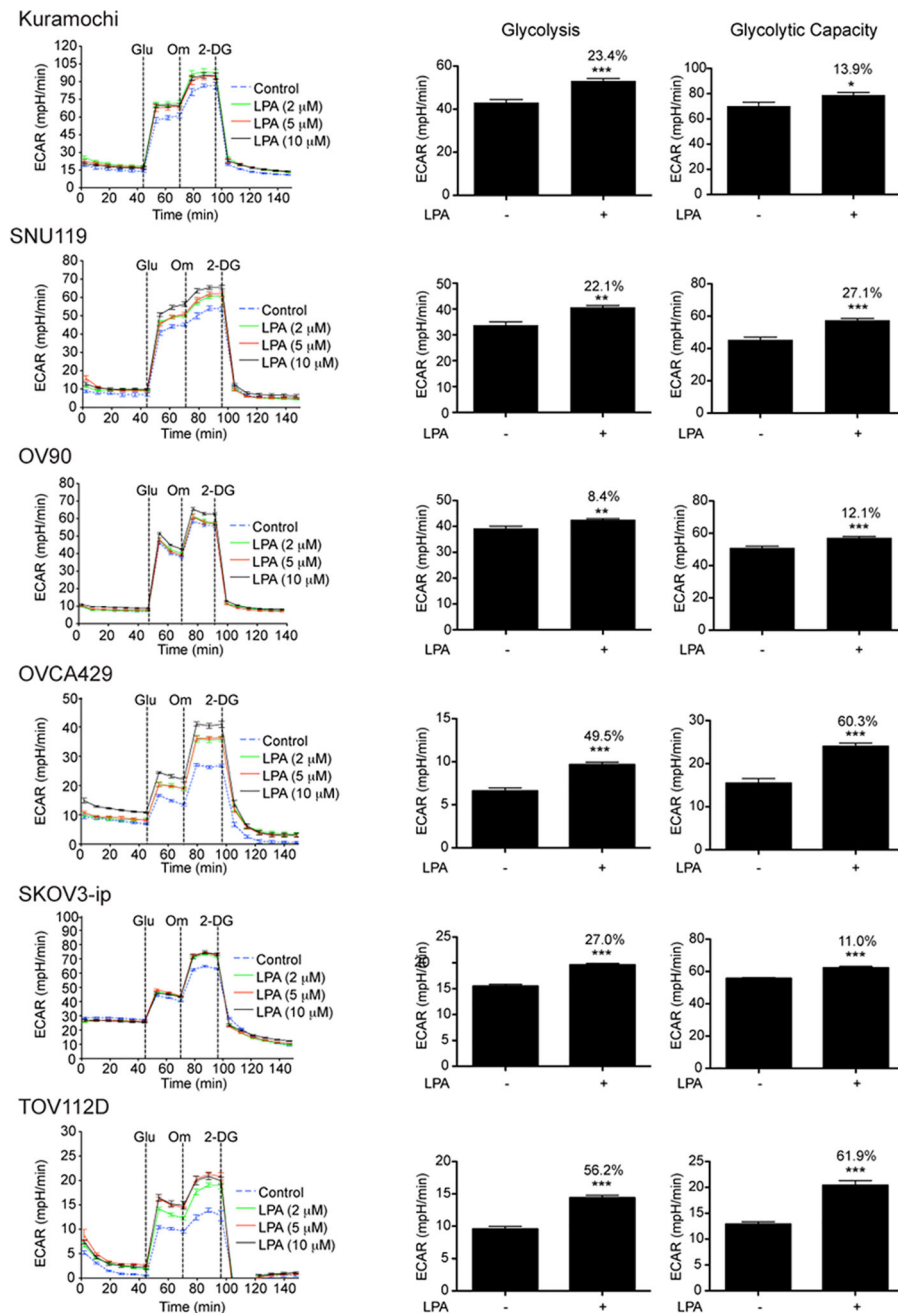 Kuramochi
Glu Om 2-DG
ECAR (mpH/min)
120
105
90
75
60
45
30
15
0
Control
LPA (2 μM)
LPA (5 μM)
LPA (10 μM)
0 20 40 60 80 100 120 140
Time (min)
Glycolysis
23.4%
***
ECAR (mpH/min)
60
40
20
0
LPA - +
Glycolytic Capacity
13.9%
*
ECAR (mpH/min)
100
80
60
40
20
0
LPA - +
SNU119
Glu Om 2-DG
ECAR (mpH/min)
80
70
60
50
40
30
20
10
0
Control
LPA (2 μM)
LPA (5 μM)
LPA (10 μM)
0 20 40 60 80 100 120 140
Time (min)
22.1%
**
ECAR (mpH/min)
50
40
30
20
10
0
LPA - +
27.1%
***
ECAR (mpH/min)
80
60
40
20
0
LPA - +
OV90
Glu Om 2-DG
ECAR (mpH/min)
80
70
60
50
40
30
20
10
0
Control
LPA (2 μM)
LPA (5 μM)
LPA (10 μM)
0 20 40 60 80 100 120 140
Time (min)
8.4%
**
ECAR (mpH/min)
50
40
30
20
10
0
LPA - +
12.1%
***
ECAR (mpH/min)
80
60
40
20
0
LPA - +
OVCA429
Glu Om 2-DG
ECAR (mpH/min)
50
40
30
20
10
0
Control
LPA (2 μM)
LPA (5 μM)
LPA (10 μM)
0 20 40 60 80 100 120 140
Time (min)
49.5%
***
ECAR (mpH/min)
15
10
5
0
LPA - +
60.3%
***
ECAR (mpH/min)
30
20
10
0
LPA - +
SKOV3-ip
Glu Om 2-DG
ECAR (mpH/min)
100
90
80
70
60
50
40
30
20
10
0
Control
LPA (2 μM)
LPA (5 μM)
LPA (10 μM)
0 20 40 60 80 100 120 140
Time (min)
27.0%
***
(mpH/min)
25
20
15
10
5
0
LPA - +
11.0%
***
ECAR (mpH/min)
80
60
40
20
0
LPA - +
TOV112D
Glu Om 2-DG
ECAR (mpH/min)
30
25
20
15
10
5
0
Control
LPA (2 μM)
LPA (5 μM)
LPA (10 μM)
0 20 40 60 80 100 120 140
Time (min)
56.2%
***
ECAR (mpH/min)
20
15
10
5
0
LPA - +
61.9%
***
ECAR (mpH/min)
25
20
15
10
5
0
LPA - +